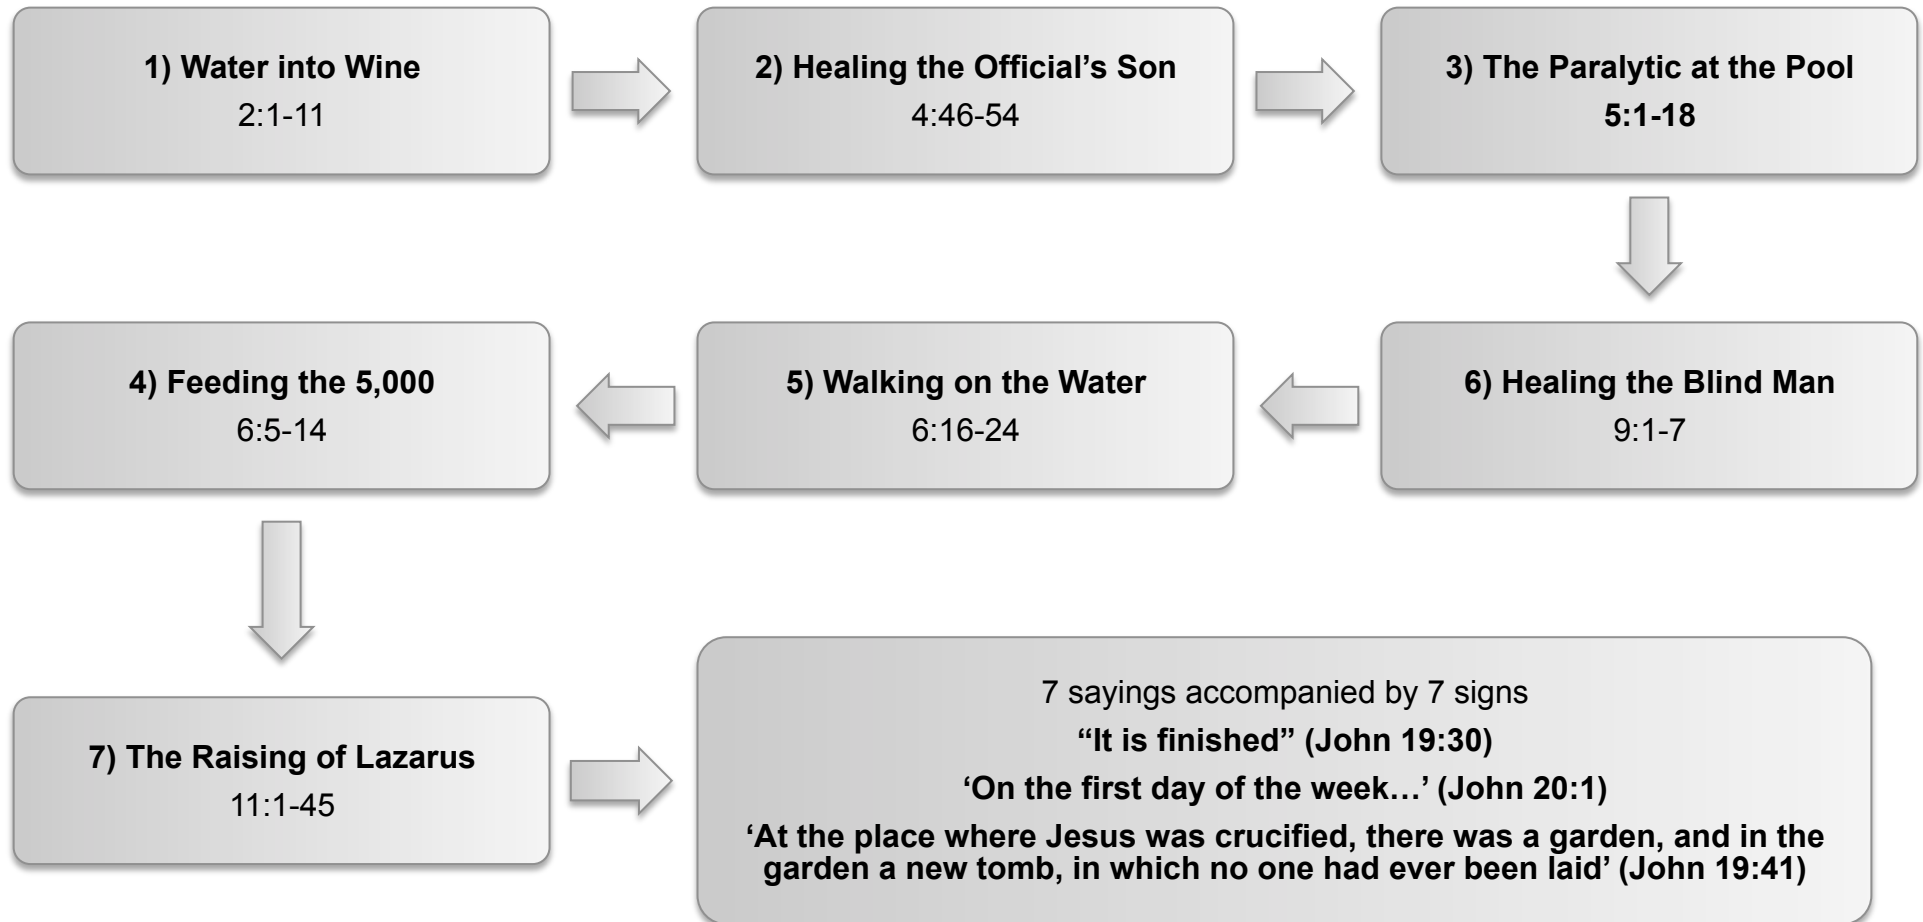 1) Water into Wine
2:1-11
2) Healing the Official’s Son
4:46-54
3) The Paralytic at the Pool
5:1-18
6) Healing the Blind Man
9:1-7
5) Walking on the Water
6:16-24
4) Feeding the 5,000
6:5-14
7) The Raising of Lazarus
11:1-45
7 sayings accompanied by 7 signs
“It is finished” (John 19:30)
‘On the first day of the week…’ (John 20:1)
‘At the place where Jesus was crucified, there was a garden, and in the
garden a new tomb, in which no one had ever been laid’ (John 19:41)